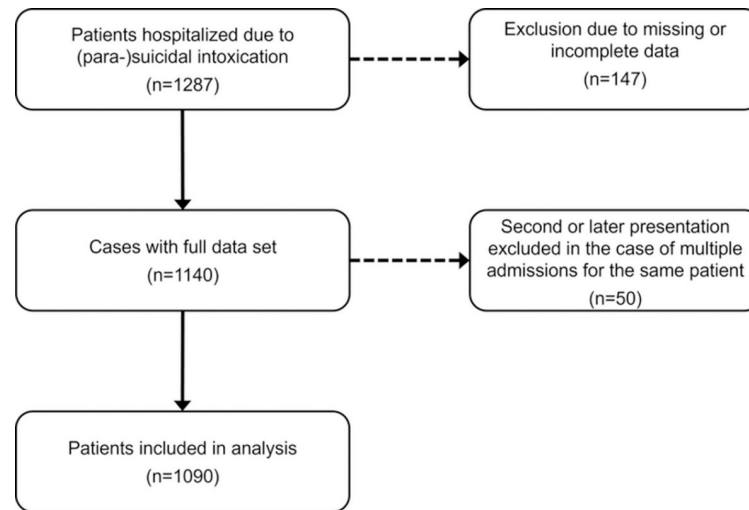 Patients hospitalized due to
(para-)suicidal intoxication
(n=1287)
Exclusion due to missing or
incomplete data
(n=147)
Cases with full data set
(n=1140)
Second or later presentation
excluded in the case of multiple
admissions for the same patient
(n=50)
Patients included in analysis
(n=1090)